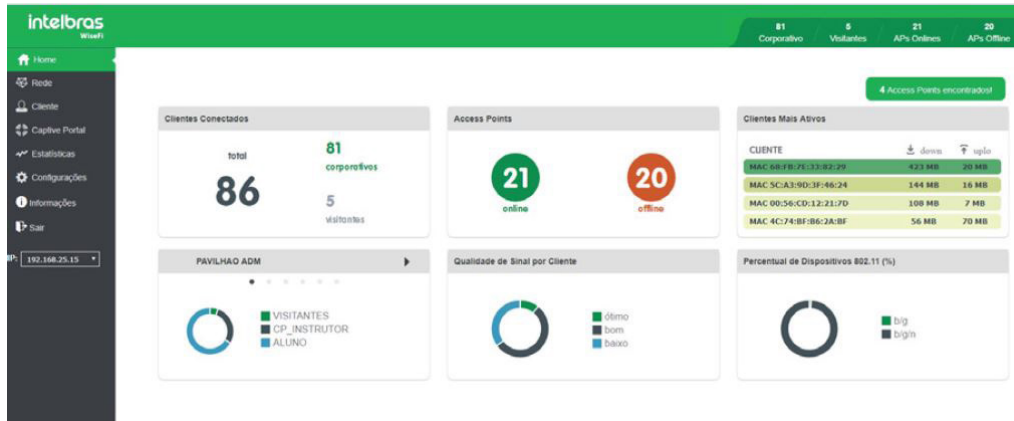 intelbras
WiseFi
81 5 21 20
Corporativo Visitantes APs Onlines APs Offline
Home
Rede
Cliente
Captive Portal
Estatísticas
Configurações
Informações
Sair
IP: 192.168.25.15
4 Access Points encontrados!
Clientes Conectados
total
86
81
corporativos
5
visitantes
Access Points
21
online
20
offline
Clientes Mais Ativos
CLIENTE down uplo
MAC 68:FB:7E:33:82:29 423 MB 20 MB
MAC 5C:A3:9D:3F:46:24 144 MB 16 MB
MAC 00:56:CD:12:21:7D 108 MB 7 MB
MAC 4C:74:BF:B6:2A:BF 56 MB 70 MB
PAVILHAO ADM
VISITANTES
CP_INSTRUTOR
ALUNO
Qualidade de Sinal por Cliente
ótimo
bom
baixo
Percentual de Dispositivos 802.11 (%)
b/g
b/g/n